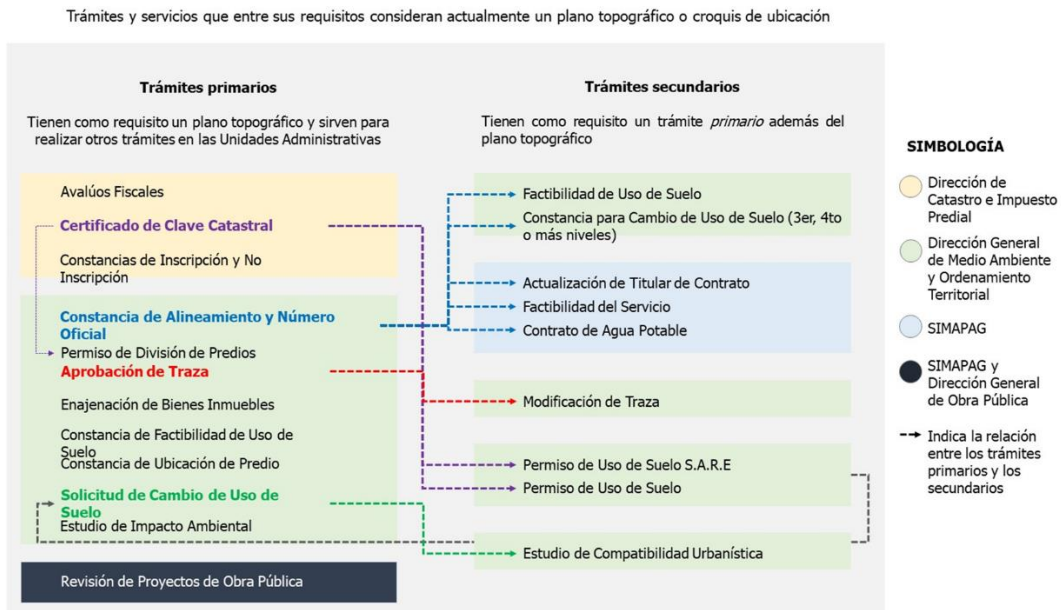 Trámites y servicios que entre sus requisitos consideran actualmente un plano topográfico o croquis de ubicación
Trámites primarios
Tienen como requisito un plano topográfico y sirven para
realizar otros trámites en las Unidades Administrativas
Avalúos Fiscales
Certificado de Clave Catastral
Constancias de Inscripción y No
Inscripción
Constancia de Alineamiento y Número
Oficial
Permiso de División de Predios
Aprobación de Traza
Enajenación de Bienes Inmuebles
Constancia de Factibilidad de Uso de
Suelo
Constancia de Ubicación de Predio
Solicitud de Cambio de Uso de
Suelo
Estudio de Impacto Ambiental
Revisión de Proyectos de Obra Pública
Trámites secundarios
Tienen como requisito un trámite primario además del
plano topográfico
Factibilidad de Uso de Suelo
Constancia para Cambio de Uso de Suelo (3er, 4to
o más niveles)
Actualización de Titular de Contrato
Factibilidad del Servicio
Contrato de Agua Potable
Modificación de Traza
Permiso de Uso de Suelo S.A.R.E
Permiso de Uso de Suelo
Estudio de Compatibilidad Urbanística
SIMBOLOGÍA
Dirección de
Catastro e Impuesto
Predial
Dirección General
de Medio Ambiente
y Ordenamiento
Territorial
SIMAPAG
SIMAPAG y
Dirección General
de Obra Pública
Indica la relación
entre los trámites
primarios y los
secundarios